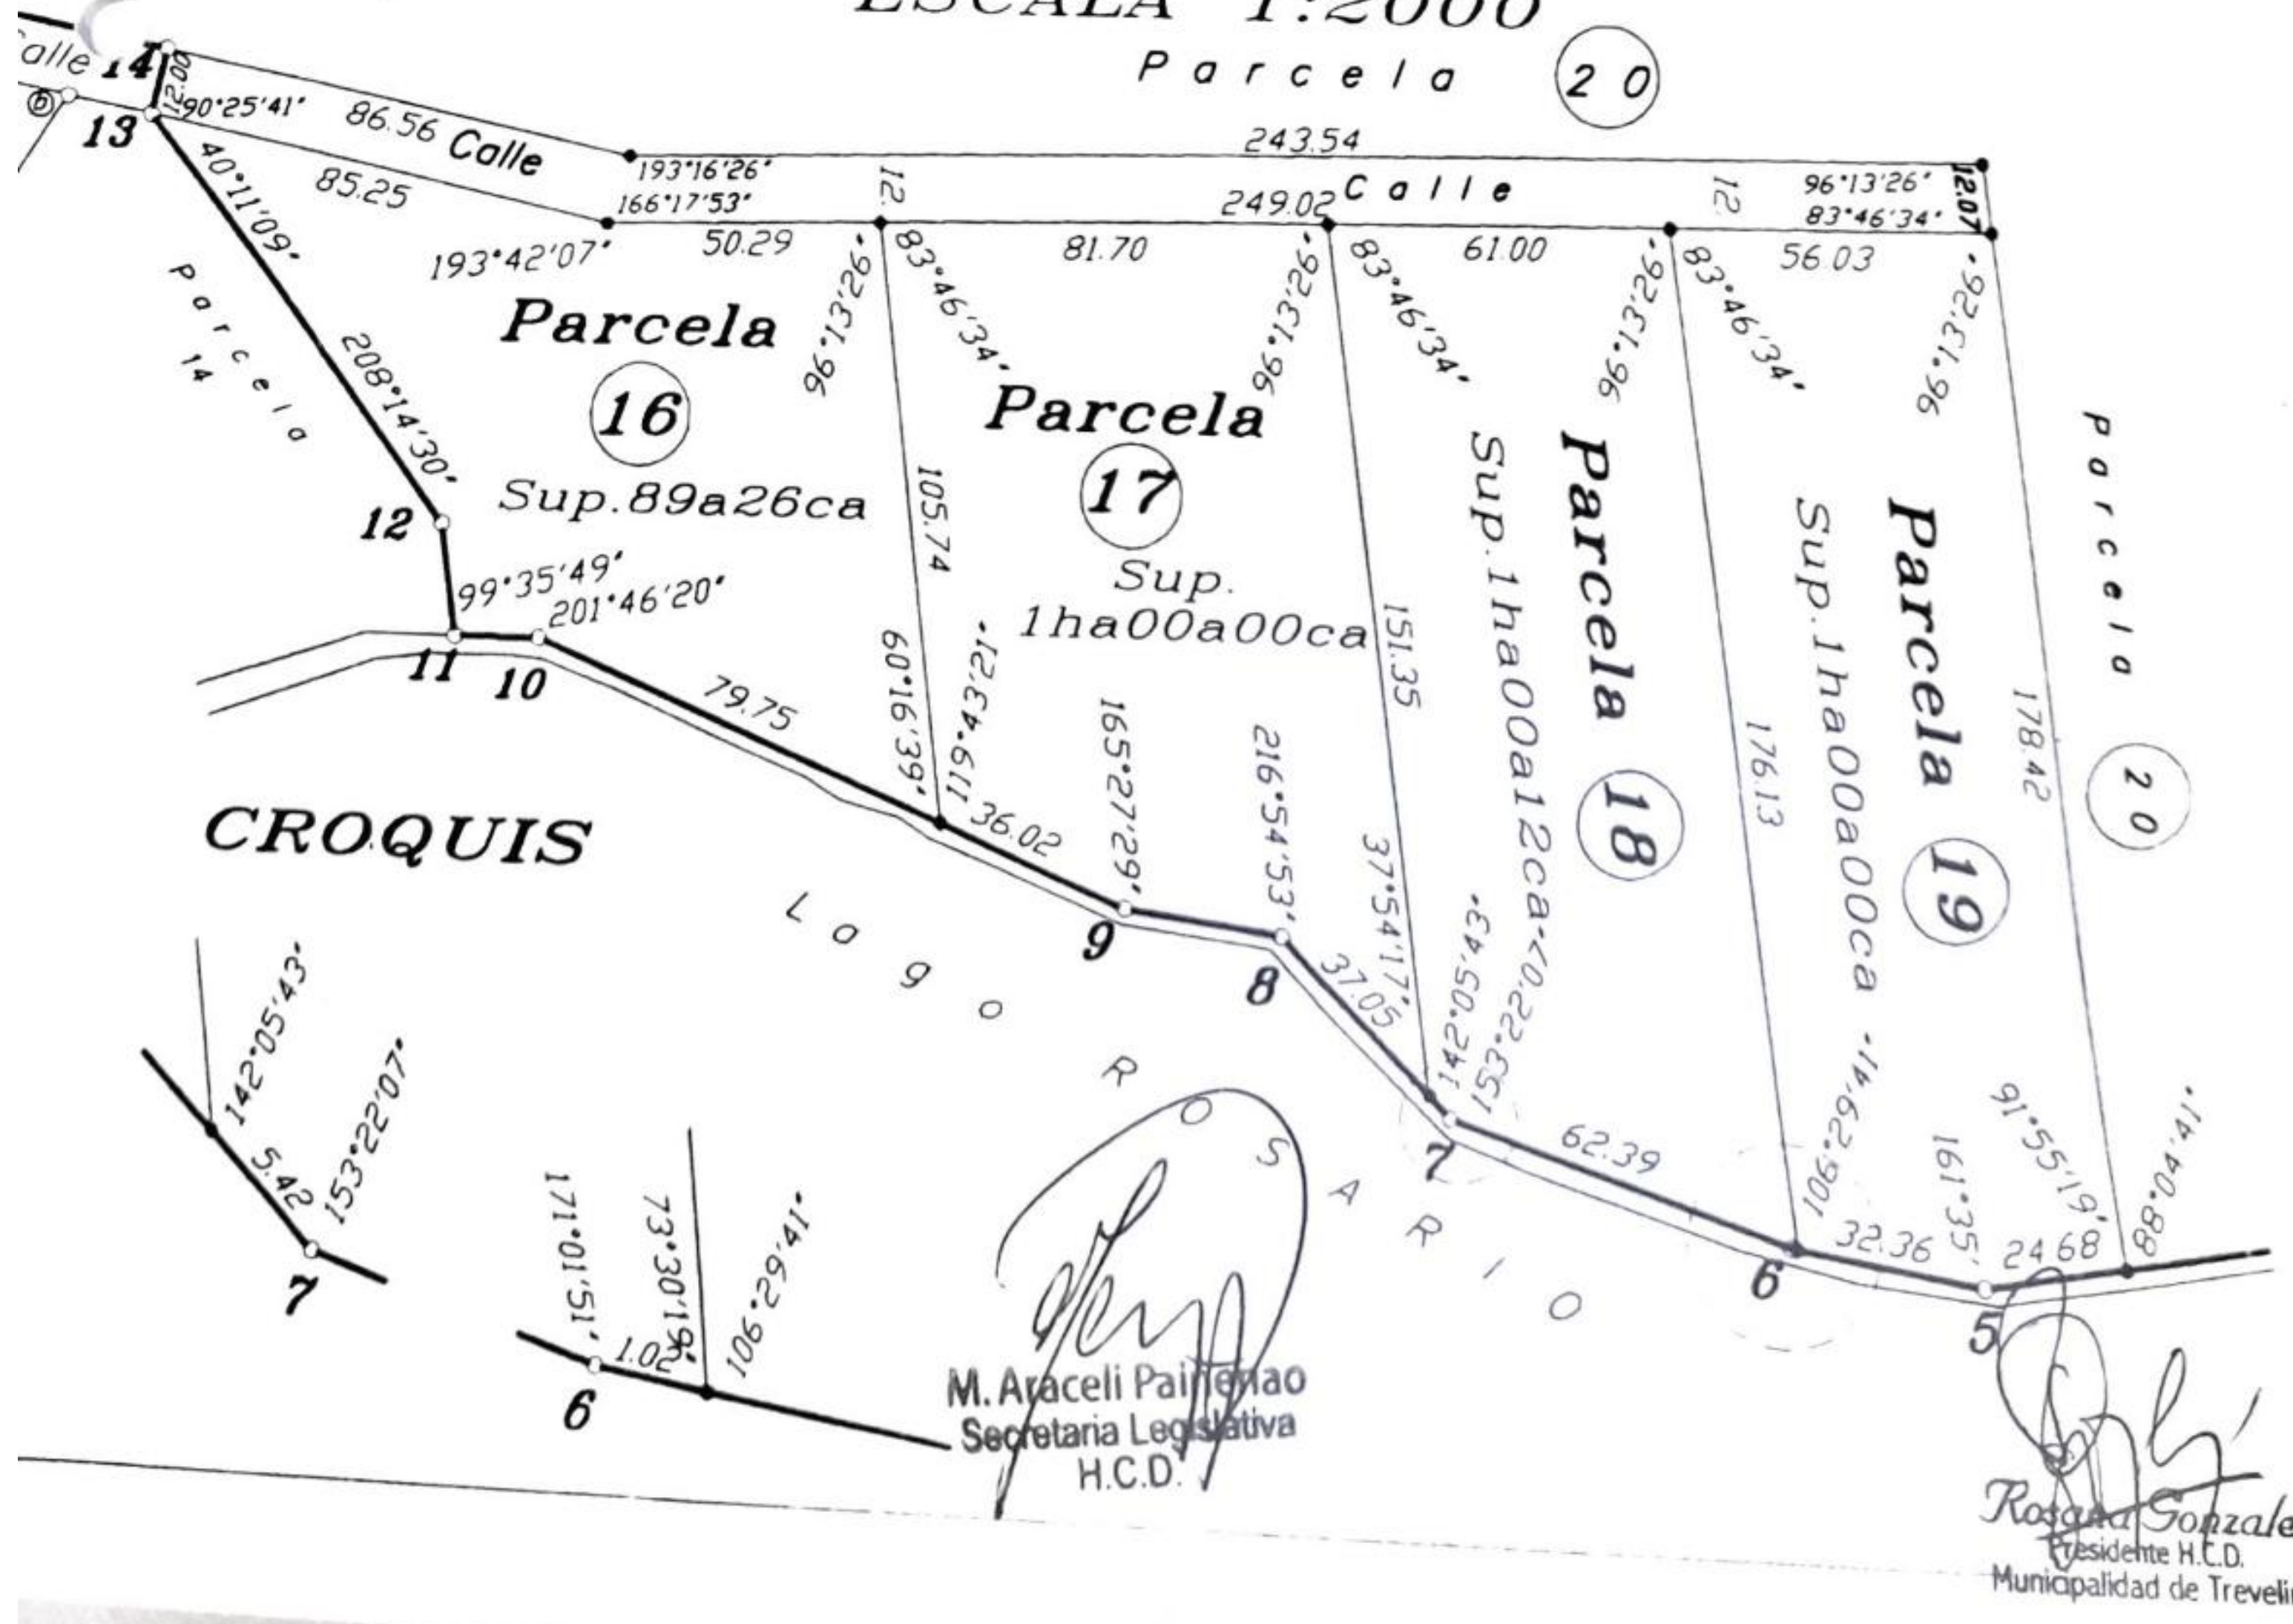 ESCALA 1:2000
Parcela 20
alle 14
12.00
6
13
90°25'41"
86.56 Calle
85.25
40°11'09"
243.54
193°16'26"
166°17'53"
12.
249.02 Calle
12.
96°13'26"
83°46'34"
12.07
193°42'07"
50.29
81.70
61.00
56.03
96°13'26"
83°46'34"
96°13'26"
83°46'34"
96°13'26"
83°46'34"
96°13'26"
Parcela
14
208°14'30"
Parcela
16
Sup.89a26ca
105.74
Parcela
17
Sup.
1ha00a00ca
151.35
Parcela 18
Sup.1ha00a12ca
176.13
Parcela 19
Sup.1ha00a00ca
178.42
Parcela 20
12
99°35'49"
201°46'20"
11
10
79.75
60°16'39"
119°43'21"
36.02
165°27'29"
216°54'53"
9
8
37.05
37°54'17"
142°05'43"
153°22'07"
7
62.39
106°29'41"
6
32.36
161°35'
91°55'19"
24.68
88°04'41"
5
Lago ROSARIO
CROQUIS
142°05'43"
5.42
153°22'07"
7
171°01'51"
73°30'19"
106°29'41"
1.02
6
M. Araceli Painenao
Secretaria Legislativa
H.C.D.
Rosana Gonzale
Presidente H.C.D.
Municipalidad de Treveli